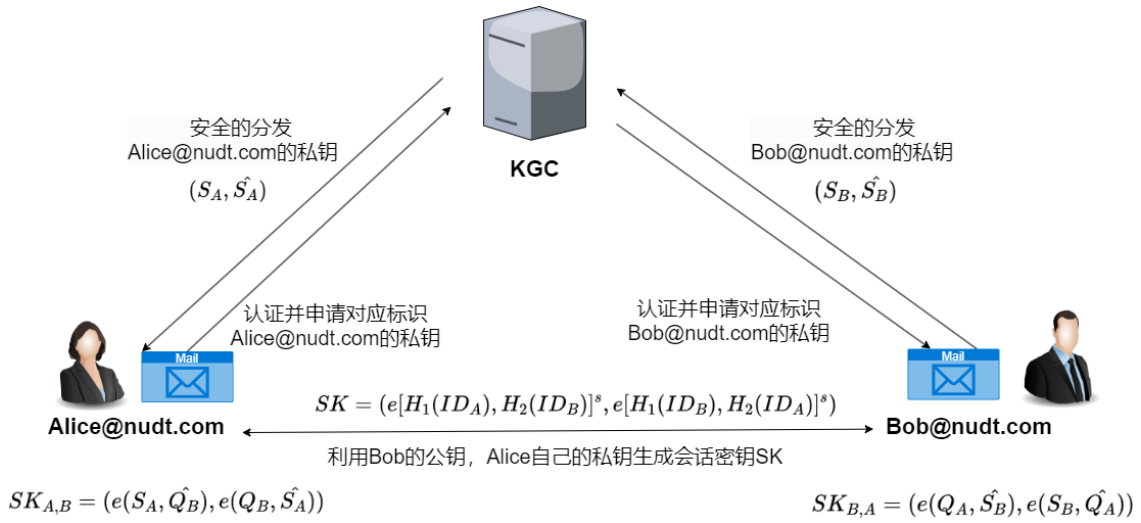 KGC
安全的分发
Alice@nudt.com的私钥
$(S_A, \hat{S_A})$
安全的分发
Bob@nudt.com的私钥
$(S_B, \hat{S_B})$
认证并申请对应标识
Alice@nudt.com的私钥
认证并申请对应标识
Bob@nudt.com的私钥
Mail
Mail
Alice@nudt.com
Bob@nudt.com
$SK = (e[H_1(ID_A), H_2(ID_B)]^s, e[H_1(ID_B), H_2(ID_A)]^s)$
利用Bob的公钥，Alice自己的私钥生成会话密钥SK
$SK_{A,B} = (e(S_A, \hat{Q_B}), e(Q_B, \hat{S_A}))$
$SK_{B,A} = (e(Q_A, \hat{S_B}), e(S_B, \hat{Q_A}))$